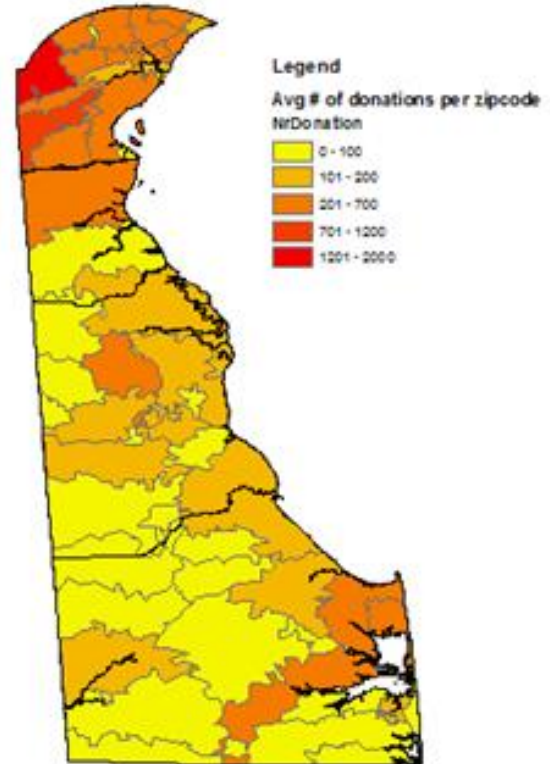 Legend
Avg # of donations per zipcode
NrDonation
0 - 100
101 - 200
201 - 700
701 - 1200
1201 - 2000